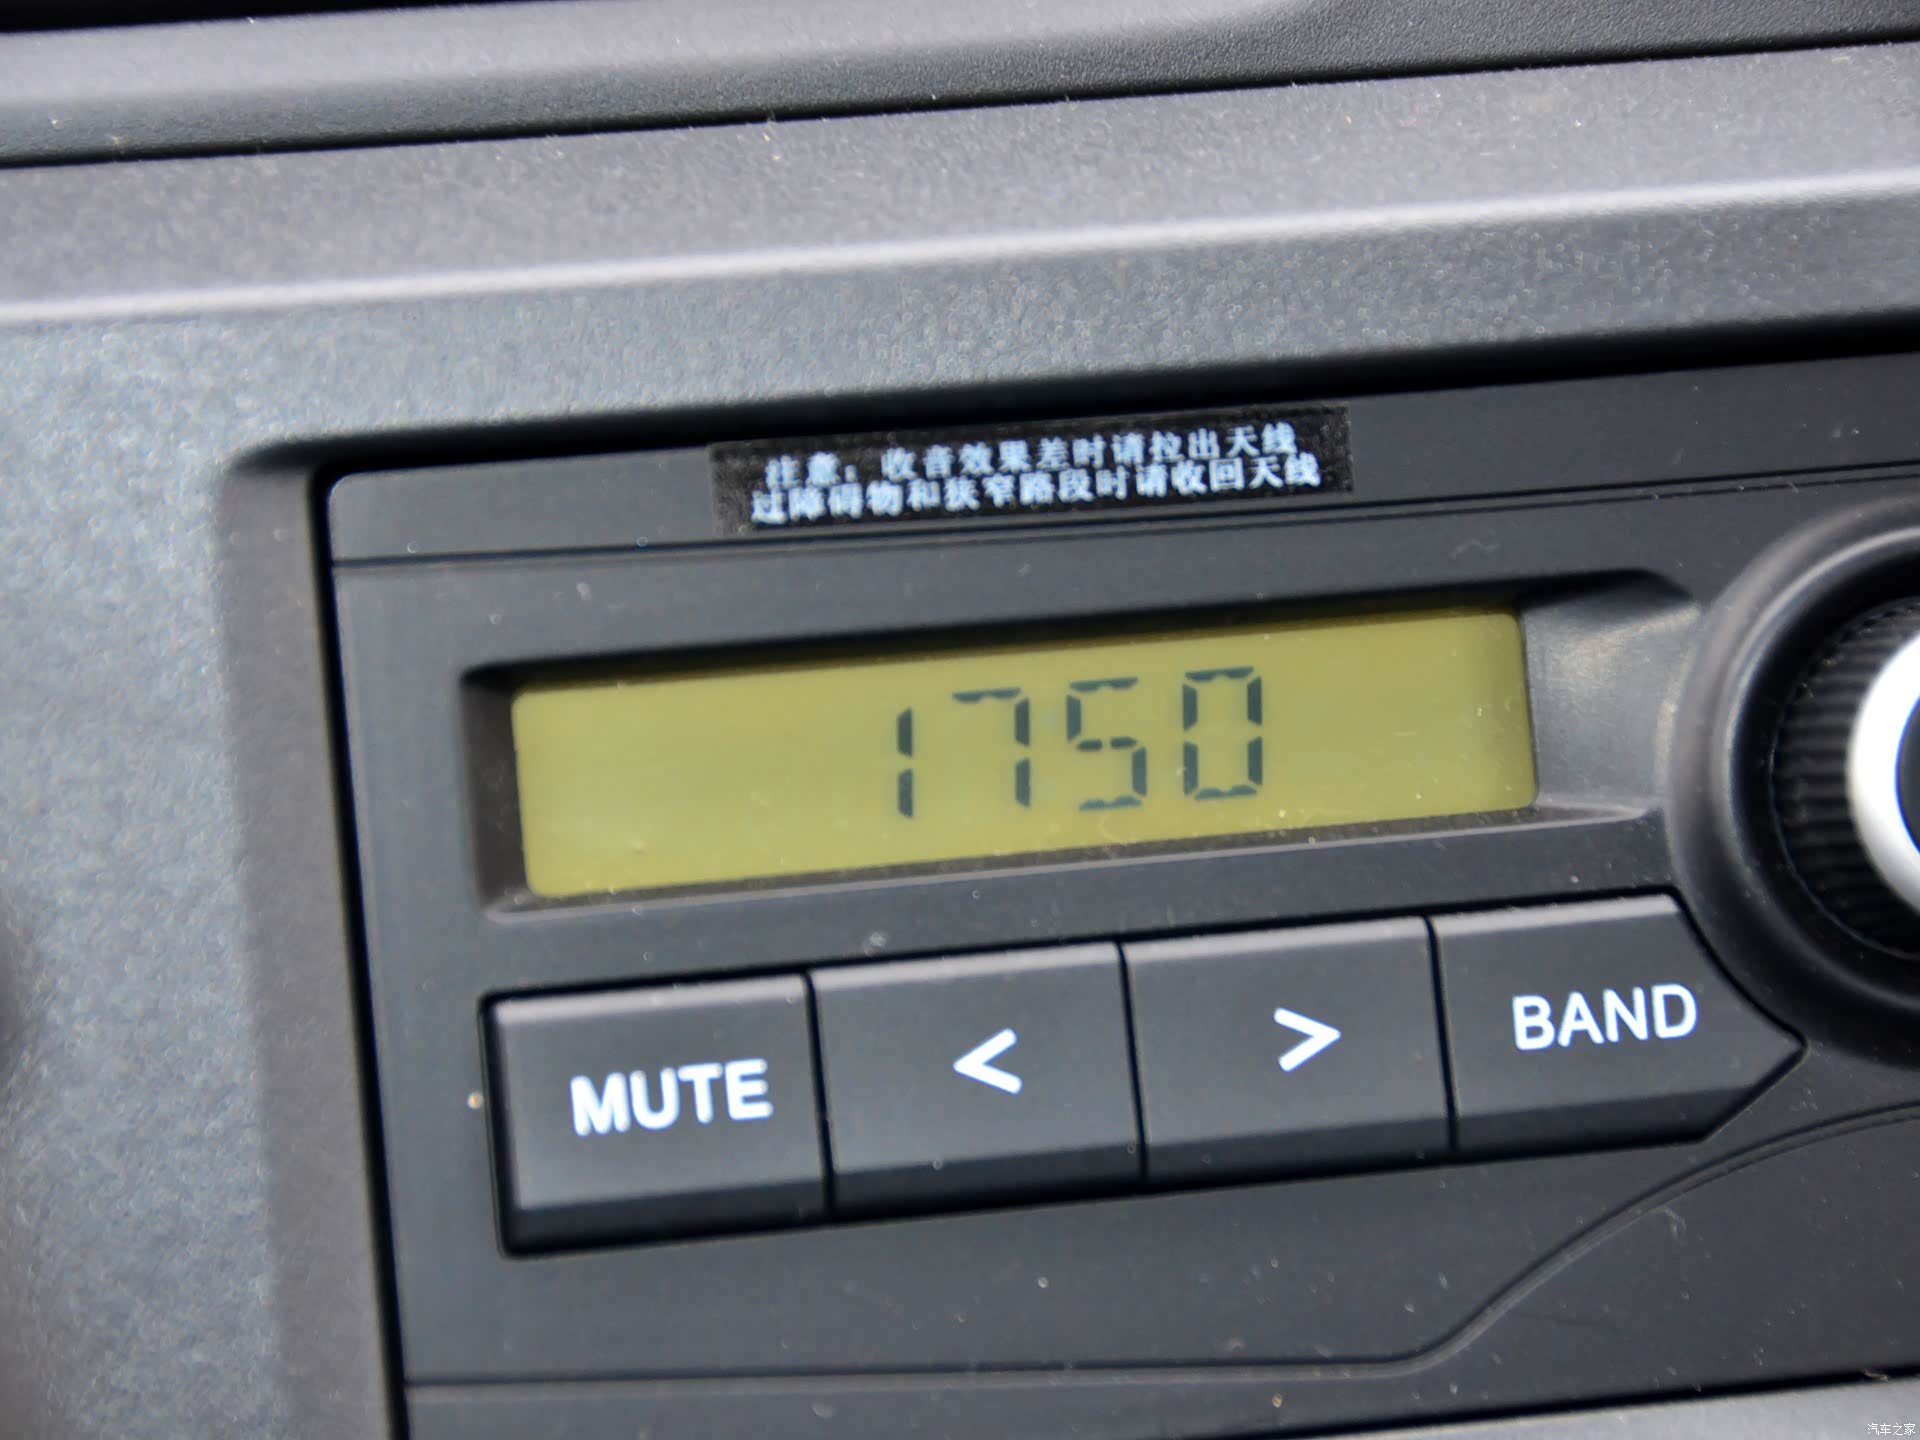 注意：收音效果差时请拉出天线
过障碍物和狭窄路段时请收回天线
1750
MUTE < > BAND
汽车之家